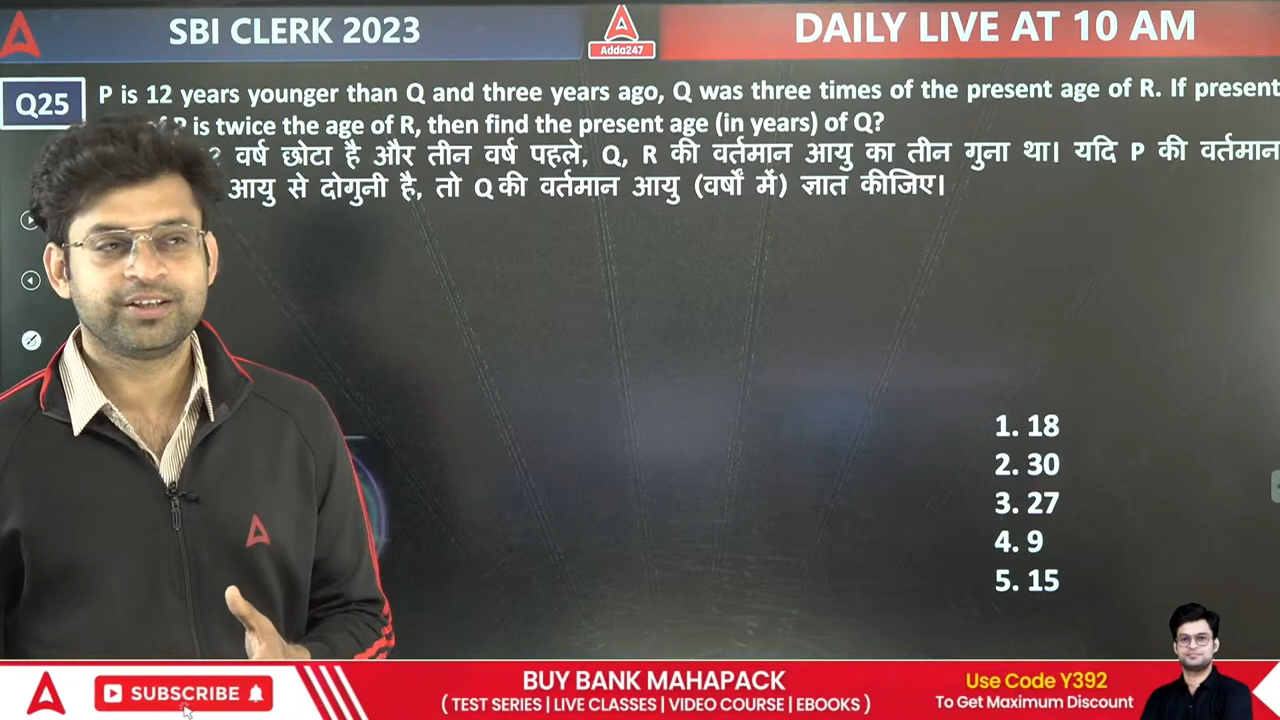 SBI CLERK 2023
Adda247
DAILY LIVE AT 10 AM
Q25
P is 12 years younger than Q and three years ago, Q was three times of the present age of R. If present
is twice the age of R, then find the present age (in years) of Q?
वर्ष छोटा है और तीन वर्ष पहले, Q, R की वर्तमान आयु का तीन गुना था। यदि P की वर्तमान
आयु से दोगुनी है, तो Q की वर्तमान आयु (वर्षों में) ज्ञात कीजिए।
1. 18
2. 30
3. 27
4. 9
5. 15
SUBSCRIBE
BUY BANK MAHAPACK
( TEST SERIES | LIVE CLASSES | VIDEO COURSE | EBOOKS )
Use Code Y392
To Get Maximum Discount